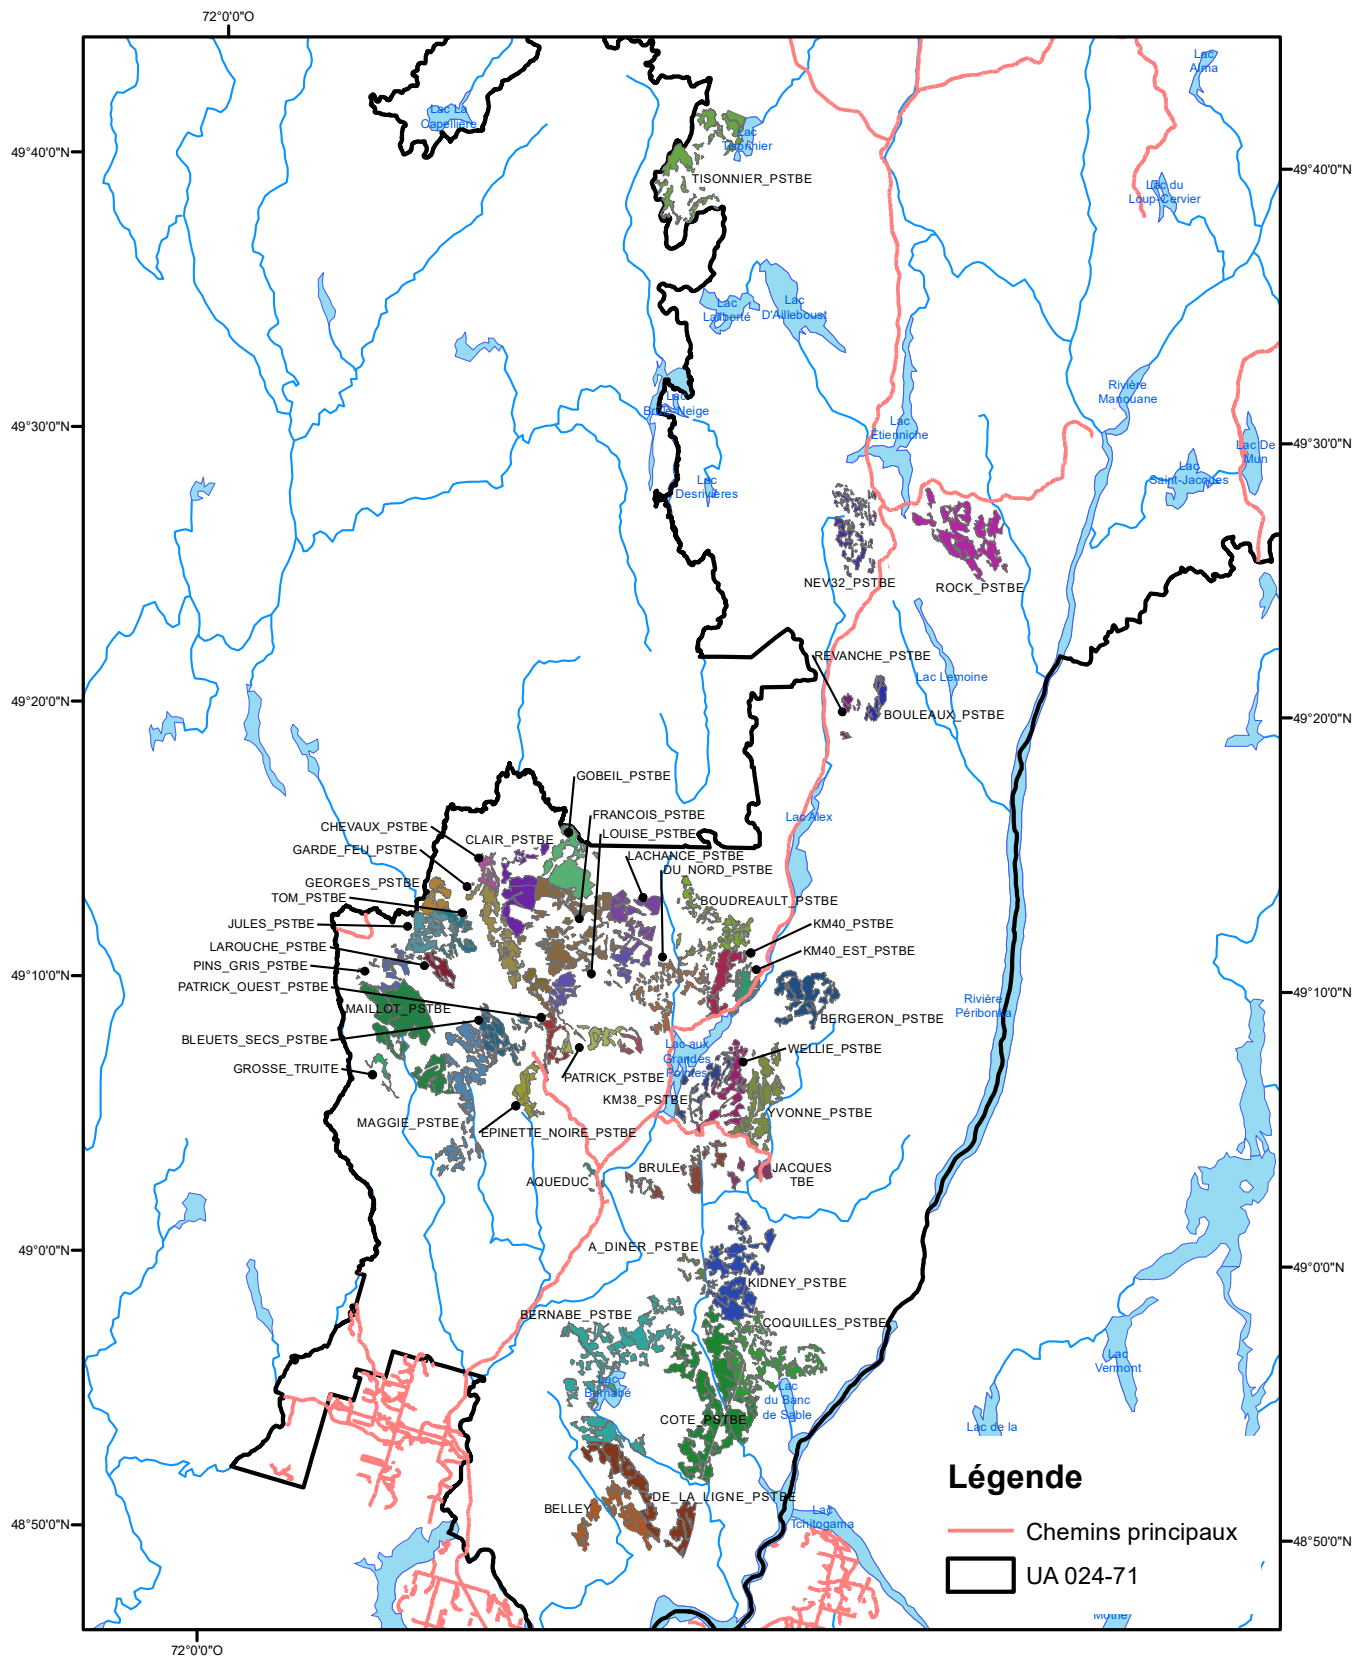 72°0'0"O
Lac
Alma
Lac La
Capellière
Lac
Tisonnier
49°40'0"N
49°40'0"N
TISONNIER_PSTBE
Lac du
Loup-Cervier
Lac
Laliberté
Lac
D'Ailleboust
Rivière
Manouane
Lac
Brûle-Neige
49°30'0"N
49°30'0"N
Lac
Étienniche
Lac De
Mun
Lac
Saint-Jacques
Lac
Desrivières
NEV32_PSTBE
ROCK_PSTBE
REVANCHE_PSTBE
Lac Lemoine
49°20'0"N
49°20'0"N
BOULEAUX_PSTBE
GOBEIL_PSTBE
FRANCOIS_PSTBE
Lac Alex
CHEVAUX_PSTBE
CLAIR_PSTBE
LOUISE_PSTBE
GARDE_FEU_PSTBE
LACHANCE_PSTBE
DU_NORD_PSTBE
GEORGES_PSTBE
TOM_PSTBE
BOUDREAULT_PSTBE
JULES_PSTBE
KM40_PSTBE
LAROUCHE_PSTBE
KM40_EST_PSTBE
PINS_GRIS_PSTBE
49°10'0"N
49°10'0"N
PATRICK_OUEST_PSTBE
MAILLOT_PSTBE
Rivière
Péribonka
BERGERON_PSTBE
BLEUETS_SECS_PSTBE
Lac aux
Grandes
Pointes
WELLIE_PSTBE
GROSSE_TRUITE
PATRICK_PSTBE
KM38_PSTBE
YVONNE_PSTBE
MAGGIE_PSTBE
EPINETTE_NOIRE_PSTBE
BRULE
JACQUES
TBE
AQUEDUC
A_DINER_PSTBE
49°0'0"N
49°0'0"N
KIDNEY_PSTBE
BERNABE_PSTBE
COQUILLES_PSTBE
Lac
Vermont
Lac
Bernabé
Lac
du Banc
de Sable
COTE_PSTBE
Lac de la
Légende
DE_LA_LIGNE_PSTBE
BELLEY
Lac
Tchitogama
48°50'0"N
48°50'0"N
Chemins principaux
UA 024-71
72°0'0"O